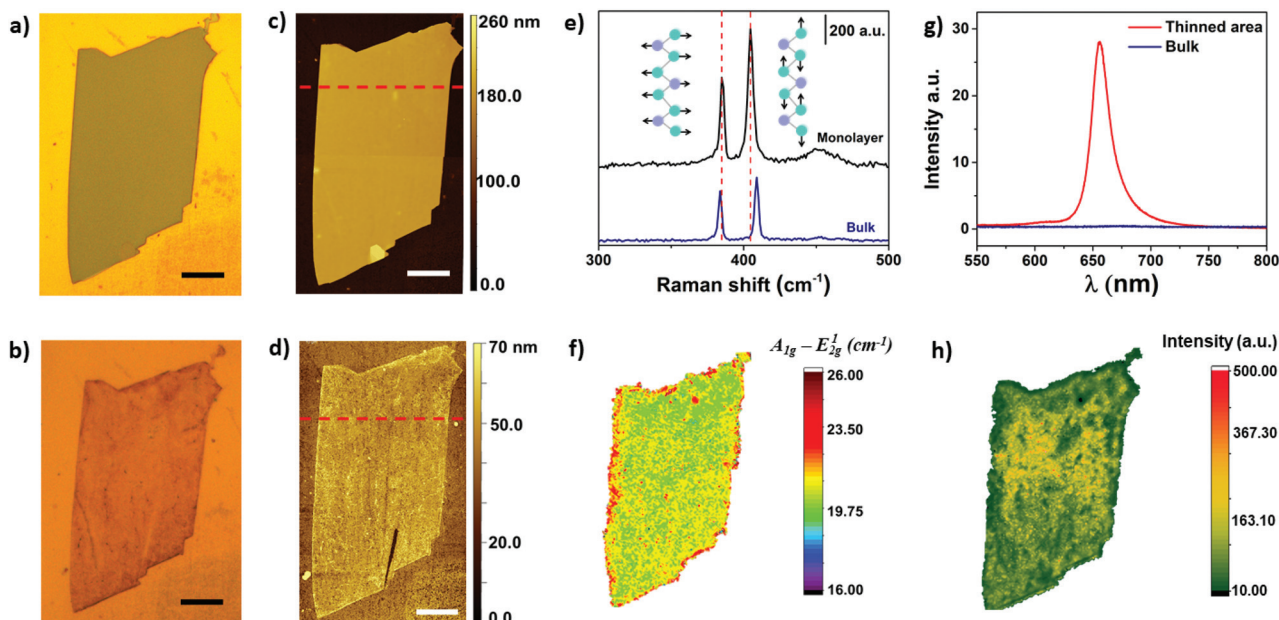 a)
c)
260 nm
180.0
100.0
0.0
e)
200 a.u.
Monolayer
Bulk
300
400
500
Raman shift (cm-1)
g)
Thinned area
Bulk
Intensity a.u.
30
20
10
0
550
600
650
700
750
800
λ (nm)
b)
d)
70 nm
50.0
20.0
0.0
f)
A1g – E12g (cm-1)
26.00
23.50
19.75
16.00
h)
Intensity (a.u.)
500.00
367.30
163.10
10.00